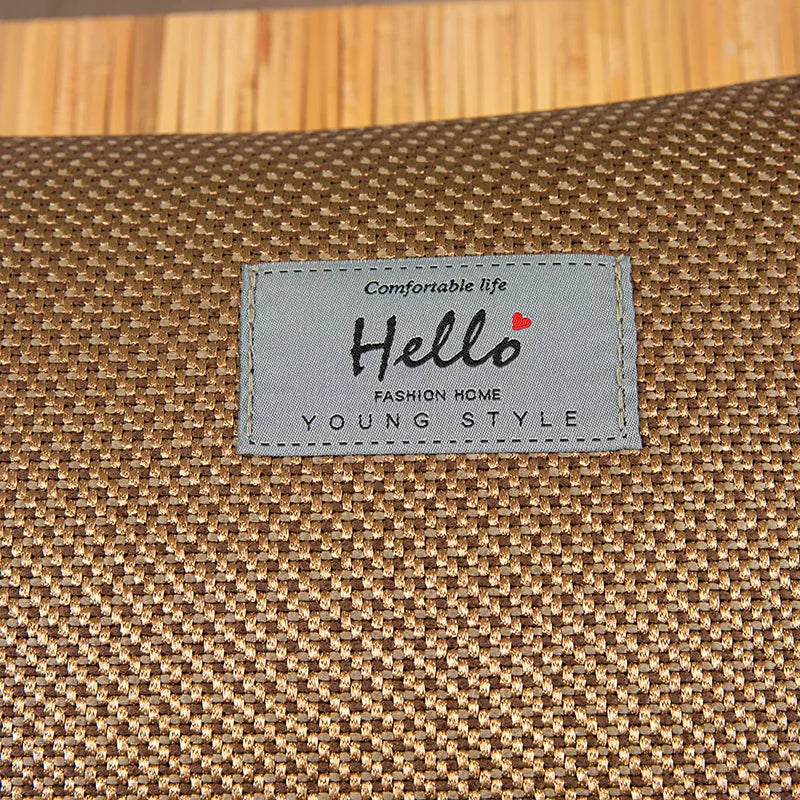 Comfortable life
Hello
FASHION HOME
YOUNG STYLE